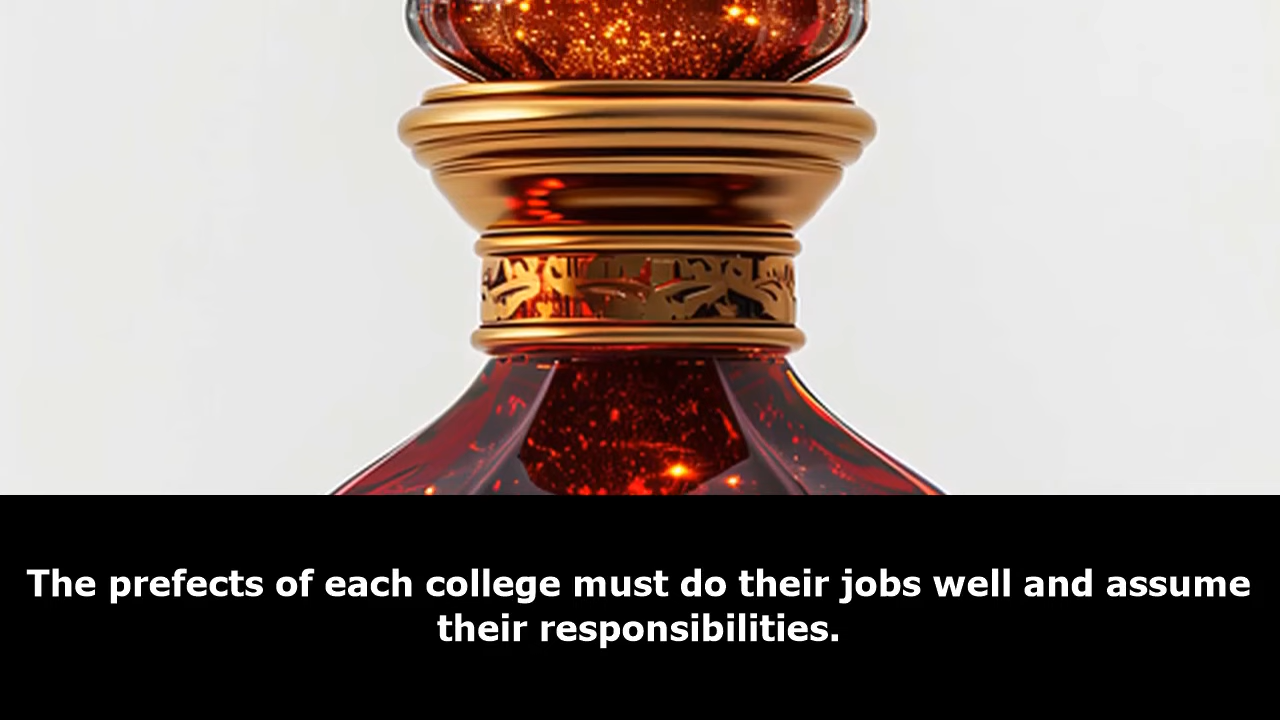 The prefects of each college must do their jobs well and assume
their responsibilities.